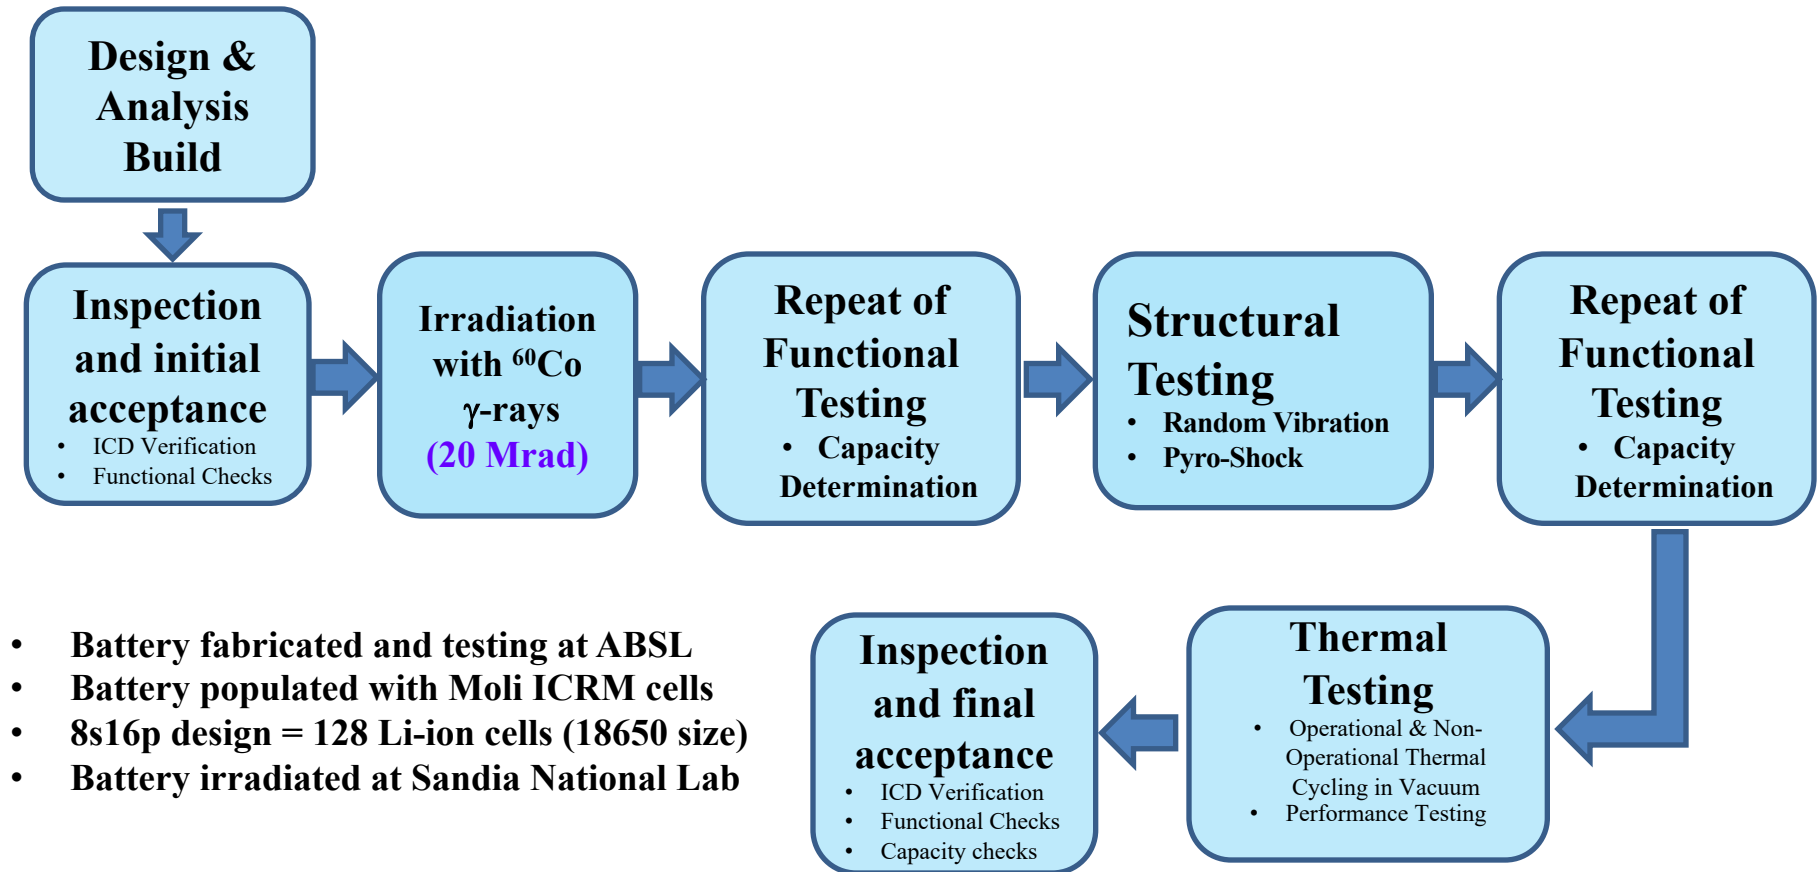 Design &
Analysis
Build
Inspection
and initial
acceptance
• ICD Verification
• Functional Checks
Irradiation
with ⁶⁰Co
γ-rays
(20 Mrad)
Repeat of
Functional
Testing
• Capacity
Determination
Structural
Testing
• Random Vibration
• Pyro-Shock
Repeat of
Functional
Testing
• Capacity
Determination
Thermal
Testing
• Operational & Non-
Operational Thermal
Cycling in Vacuum
• Performance Testing
Inspection
and final
acceptance
• ICD Verification
• Functional Checks
• Capacity checks
• Battery fabricated and testing at ABSL
• Battery populated with Moli ICRM cells
• 8s16p design = 128 Li-ion cells (18650 size)
• Battery irradiated at Sandia National Lab